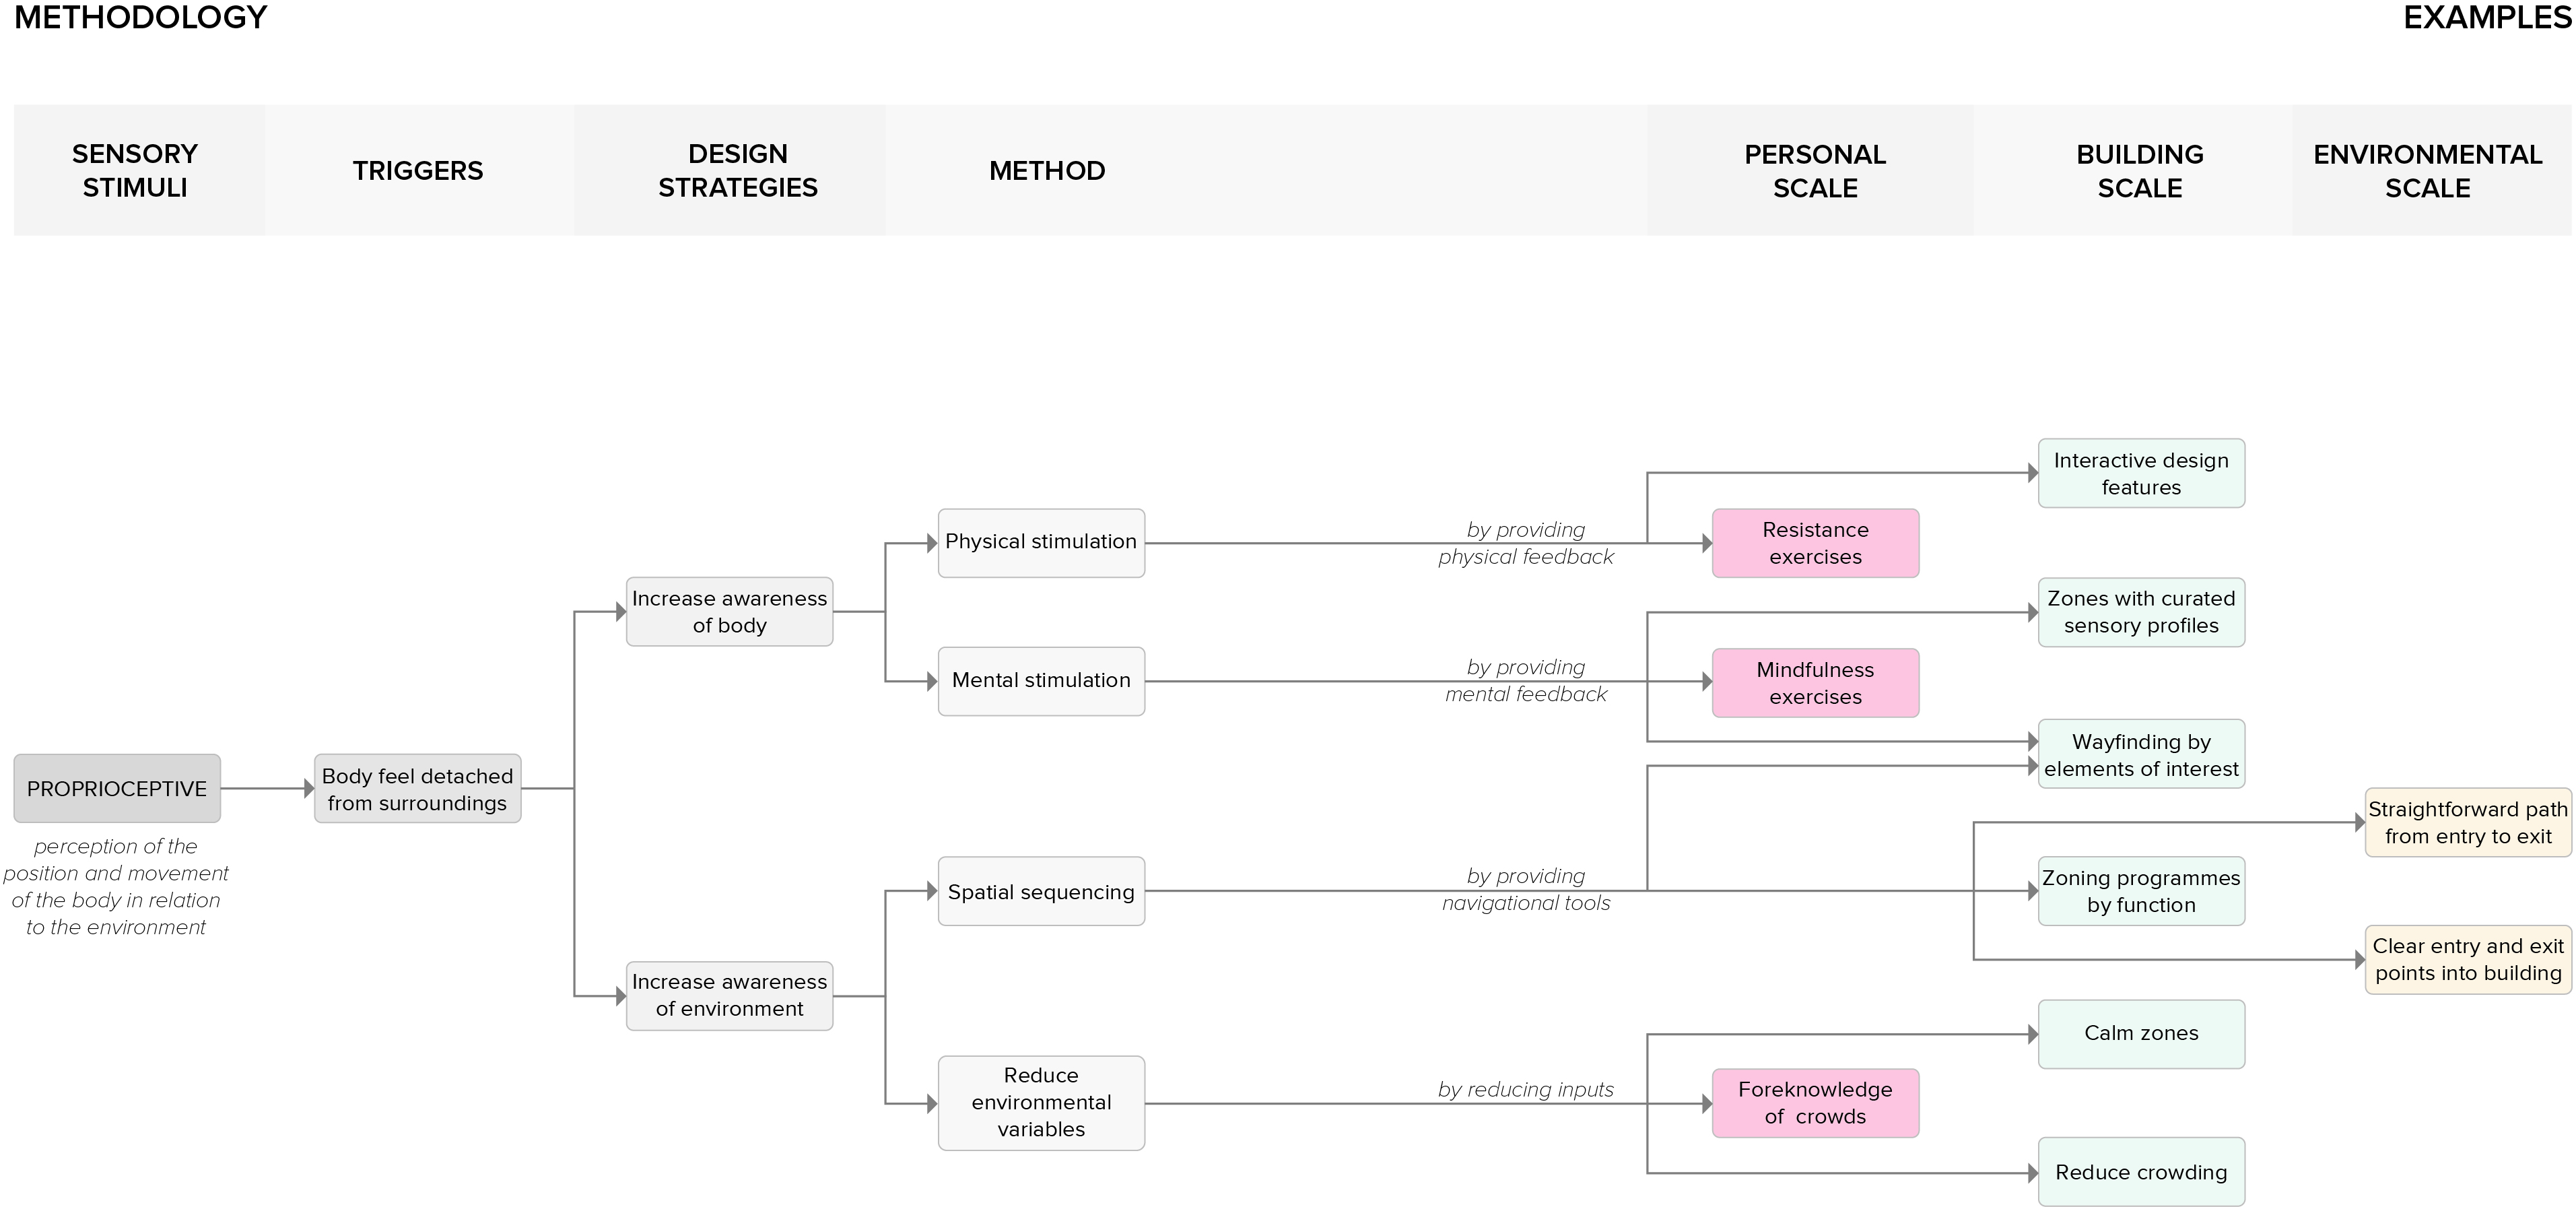 METHODOLOGY
EXAMPLES
SENSORY
STIMULI
TRIGGERS
DESIGN
STRATEGIES
METHOD
PERSONAL
SCALE
BUILDING
SCALE
ENVIRONMENTAL
SCALE
PROPRIOCEPTIVE
perception of the
position and movement
of the body in relation
to the environment
Body feel detached
from surroundings
Increase awareness
of body
Increase awareness
of environment
Physical stimulation
Mental stimulation
Spatial sequencing
Reduce
environmental
variables
by providing
physical feedback
by providing
mental feedback
by providing
navigational tools
by reducing inputs
Resistance
exercises
Mindfulness
exercises
Foreknowledge
of crowds
Interactive design
features
Zones with curated
sensory profiles
Wayfinding by
elements of interest
Zoning programmes
by function
Calm zones
Reduce crowding
Straightforward path
from entry to exit
Clear entry and exit
points into building